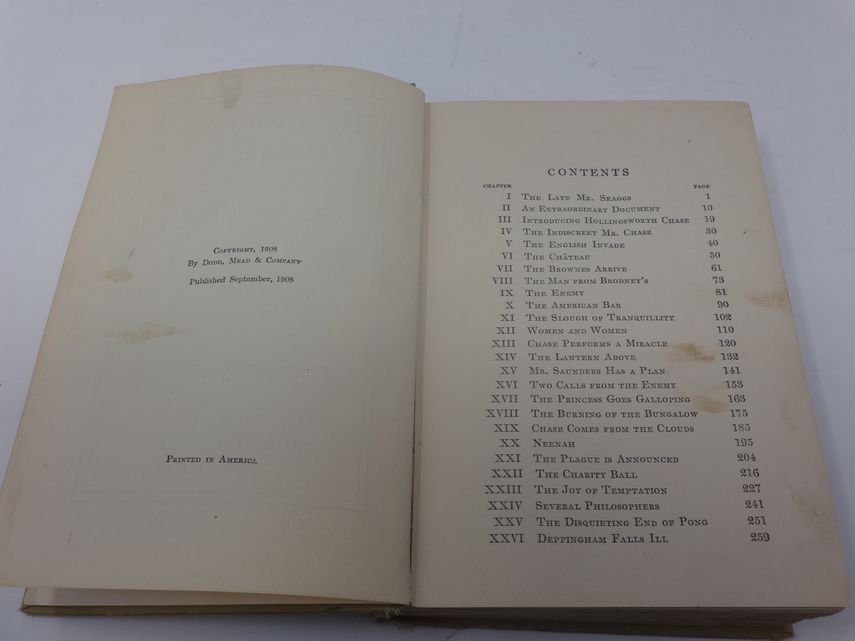 Copyright, 1908
By Dodd, Mead & Company
Published September, 1908
Printed in America
CONTENTS
CHAPTER PAGE
I The Late Mr. Skaggs 1
II An Extraordinary Document 10
III Introducing Hollingsworth Chase 19
IV The Indiscreet Mr. Chase 30
V The English Invade 40
VI The Château 50
VII The Brownes Arrive 61
VIII The Man from Brodney's 73
IX The Enemy 81
X The American Bar 90
XI The Slough of Tranquillity 102
XII Women and Women 110
XIII Chase Performs a Miracle 120
XIV The Lantern Above 132
XV Mr. Saunders Has a Plan 141
XVI Two Calls from the Enemy 153
XVII The Princess Goes Galloping 163
XVIII The Burning of the Bungalow 175
XIX Chase Comes from the Clouds 185
XX Neenah 195
XXI The Plague is Announced 204
XXII The Charity Ball 216
XXIII The Joy of Temptation 227
XXIV Several Philosophers 241
XXV The Disquieting End of Pong 251
XXVI Deppingham Falls Ill 259